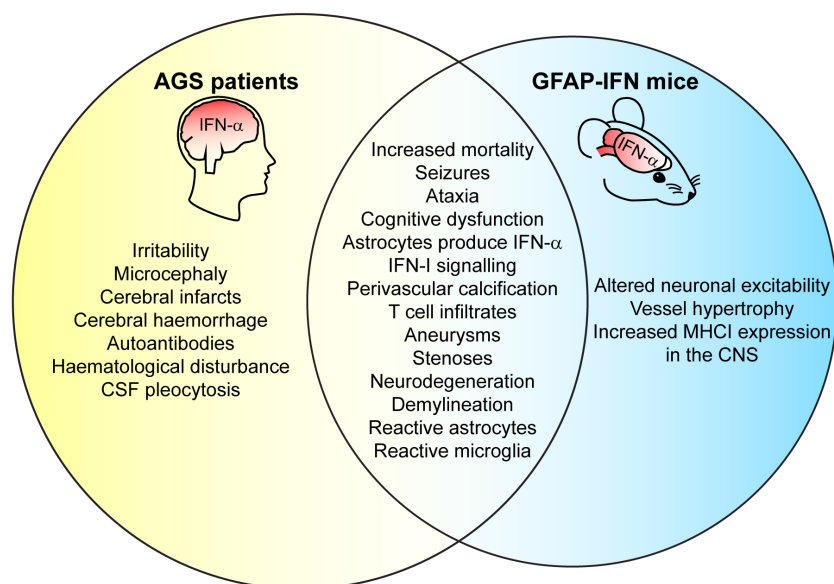 AGS patients
IFN-α
Irritability
Microcephaly
Cerebral infarcts
Cerebral haemorrhage
Autoantibodies
Haematological disturbance
CSF pleocytosis
Increased mortality
Seizures
Ataxia
Cognitive dysfunction
Astrocytes produce IFN-α
IFN-I signalling
Perivascular calcification
T cell infiltrates
Aneurysms
Stenoses
Neurodegeneration
Demylineation
Reactive astrocytes
Reactive microglia
GFAP-IFN mice
IFN-α
Altered neuronal excitability
Vessel hypertrophy
Increased MHCI expression
in the CNS